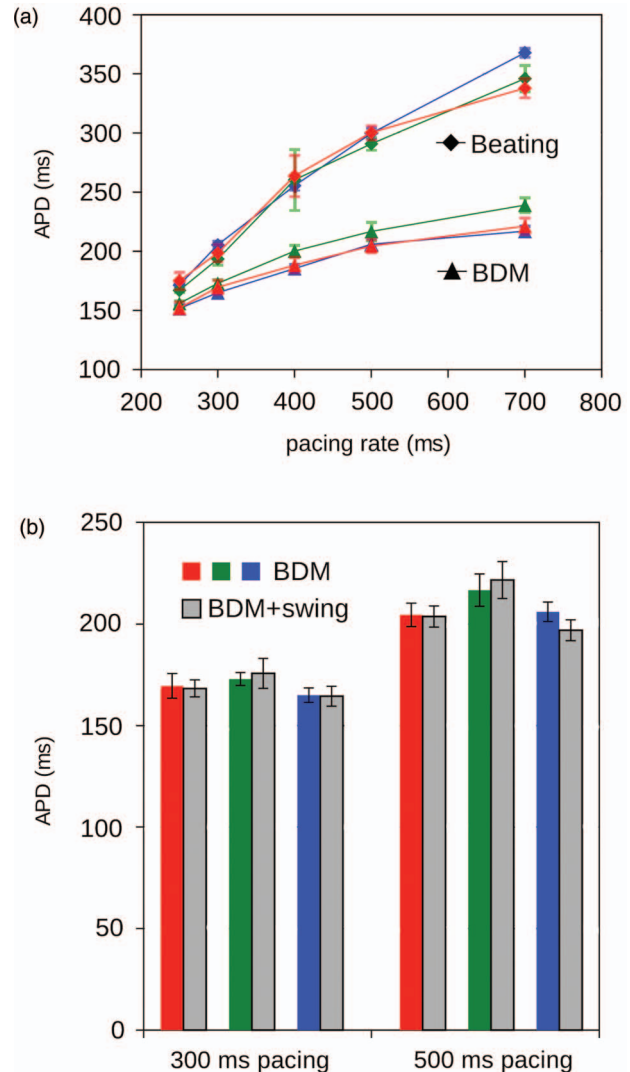 (a)
400
350
300
250
200
150
100
APD (ms)
Beating
BDM
200 300 400 500 600 700 800
pacing rate (ms)
(b)
250
200
150
100
50
0
APD (ms)
BDM
BDM+swing
300 ms pacing 500 ms pacing